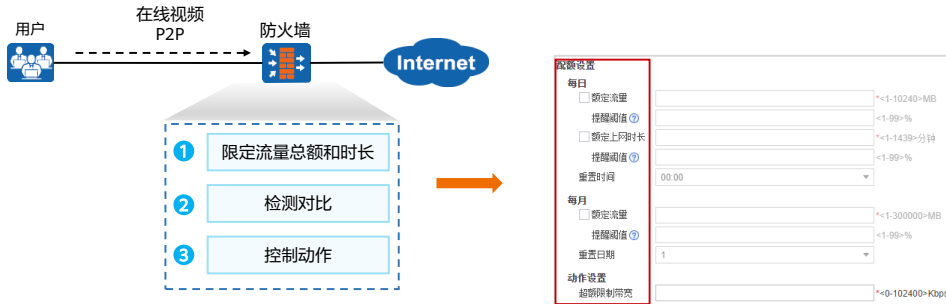 在线视频
P2P
用户
防火墙
Internet
1 限定流量总额和时长
2 检测对比
3 控制动作
配额设置
每日
额定流量 *<1-10240>MB
提醒阈值 ? <1-99>%
额定上网时长 *<1-1439>分钟
提醒阈值 ? <1-99>%
重置时间 00:00
每月
额定流量 *<1-300000>MB
提醒阈值 ? <1-99>%
重置日期 1
动作设置
超额限制带宽 *<0-102400>Kbps